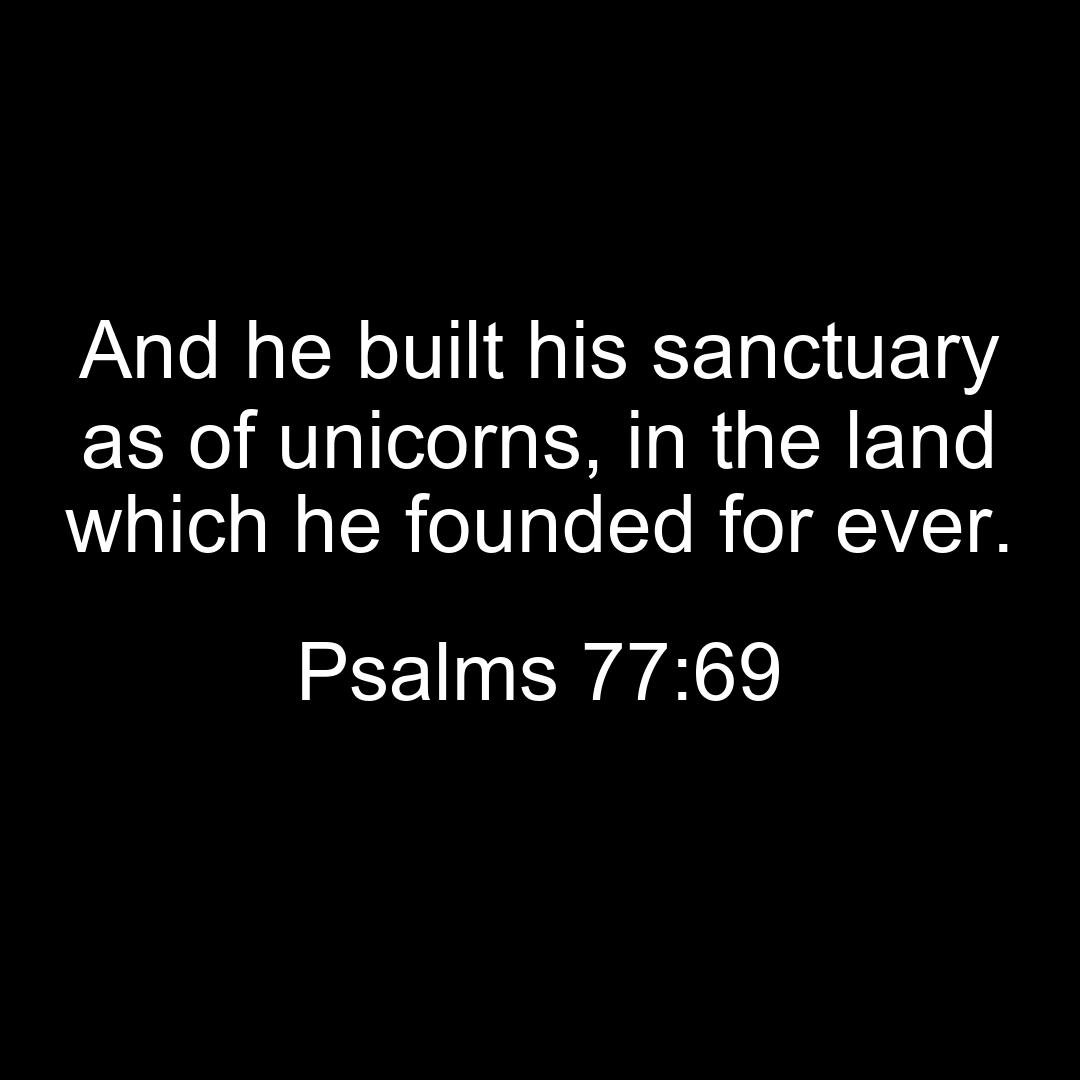 And he built his sanctuary
as of unicorns, in the land
which he founded for ever.
Psalms 77:69